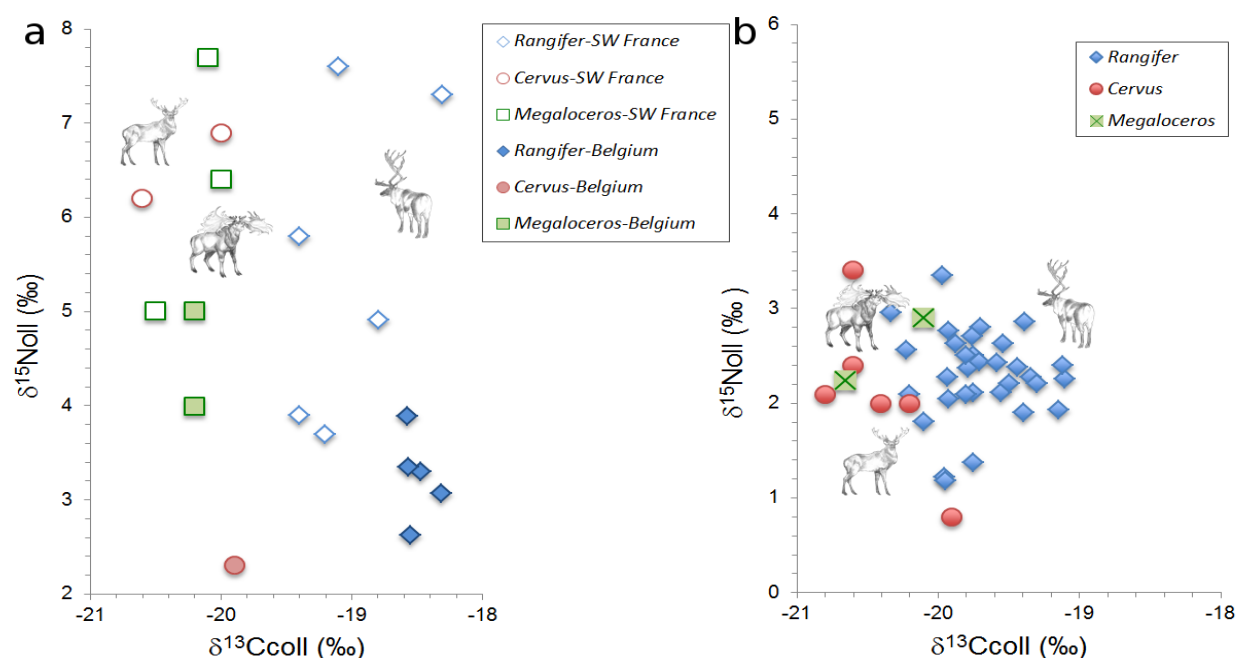 a
8
7
6
5
4
3
2
-21
-20
-19
-18
δ¹⁵Noll (‰)
δ¹³Ccoll (‰)
Rangifer-SW France
Cervus-SW France
Megaloceros-SW France
Rangifer-Belgium
Cervus-Belgium
Megaloceros-Belgium
b
6
5
4
3
2
1
0
-21
-20
-19
-18
δ¹⁵Noll (‰ )
δ¹³Ccoll (‰)
Rangifer
Cervus
Megaloceros